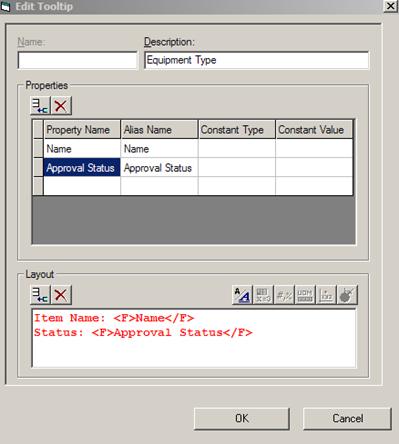 Edit Tooltip
Name:
Description:
Equipment Type
Properties
Property Name Alias Name Constant Type Constant Value
Name Name
Approval Status Approval Status
Layout
Item Name: <F>Name</F>
Status: <F>Approval Status</F>
OK Cancel